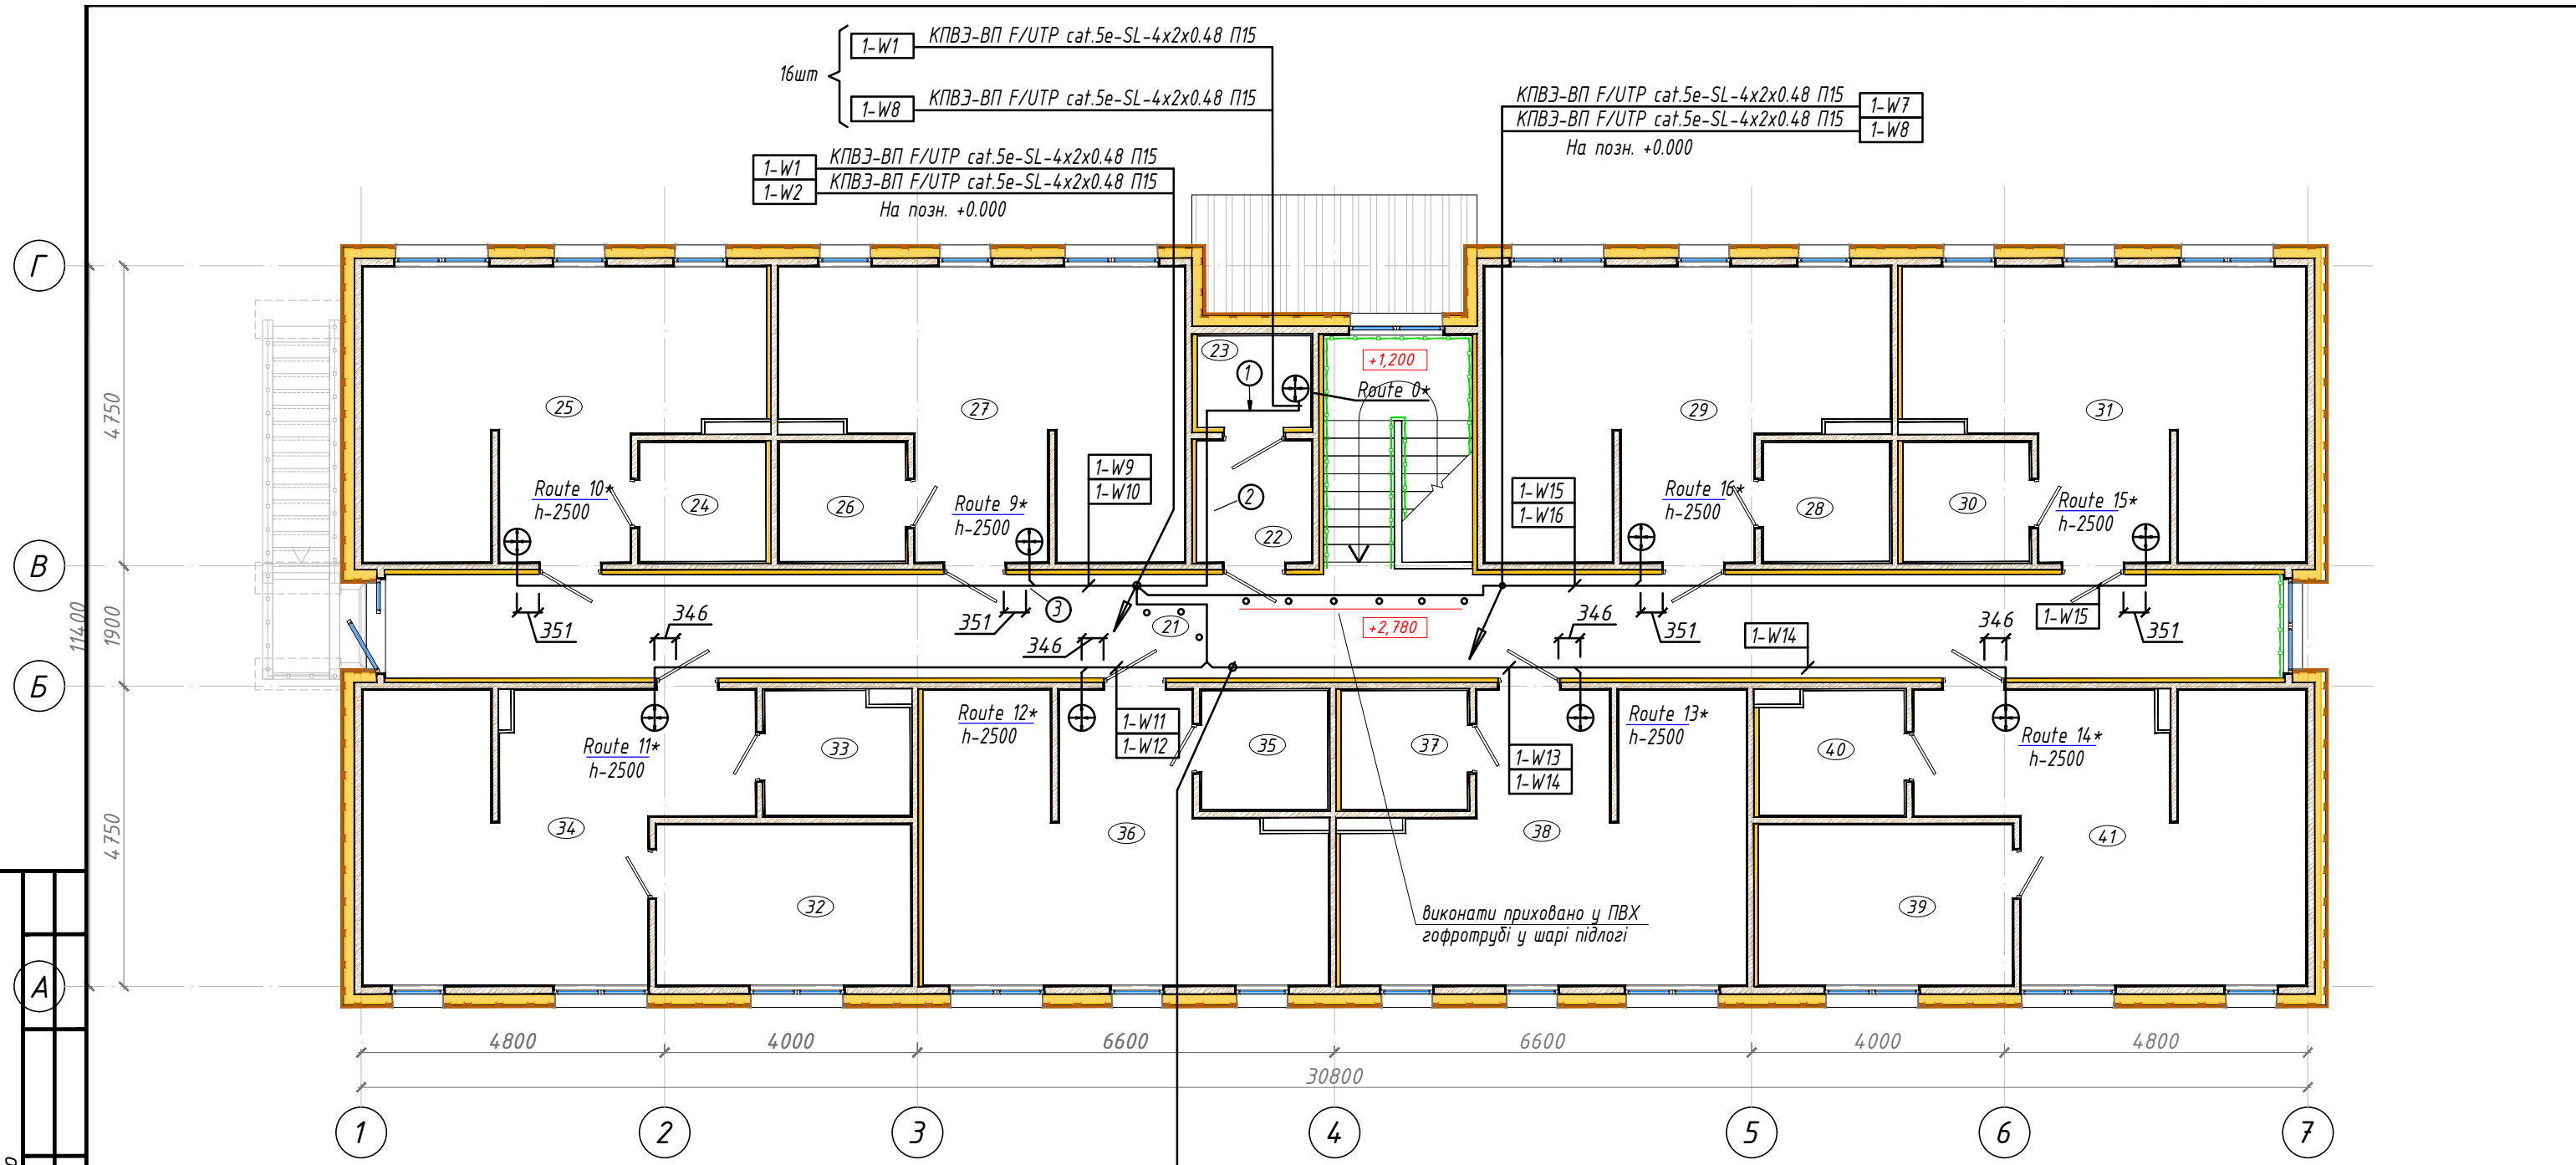 1-W1 КПВЭ-ВП F/UTP cat.5e-SL-4x2x0.48 П15
16шт
1-W8 КПВЭ-ВП F/UTP cat.5e-SL-4x2x0.48 П15
КПВЭ-ВП F/UTP cat.5e-SL-4x2x0.48 П15 1-W7
КПВЭ-ВП F/UTP cat.5e-SL-4x2x0.48 П15 1-W8
На позн. +0.000
1-W1 КПВЭ-ВП F/UTP cat.5e-SL-4x2x0.48 П15
1-W2 КПВЭ-ВП F/UTP cat.5e-SL-4x2x0.48 П15
На позн. +0.000
Г
23
+1,200
1
Route 0*
25
27
29
31
4750
1-W9
1-W10
1-W15
1-W16
Route 10*
h-2500
24
26
Route 9*
h-2500
2
22
Route 16*
h-2500
28
30
Route 15*
h-2500
В
11400
1900
351
346
351
3
346
21
+2,780
346
351
1-W14
346
1-W15
351
Б
Route 11*
h-2500
33
Route 12*
h-2500
1-W11
1-W12
35
37
1-W13
1-W14
Route 13*
h-2500
40
Route 14*
h-2500
4750
34
36
38
41
32
39
виконати приховано у ПВХ
гофротрубі у шарі підлогі
А
4800
4000
6600
6600
4000
4800
30800
1
2
3
4
5
6
7